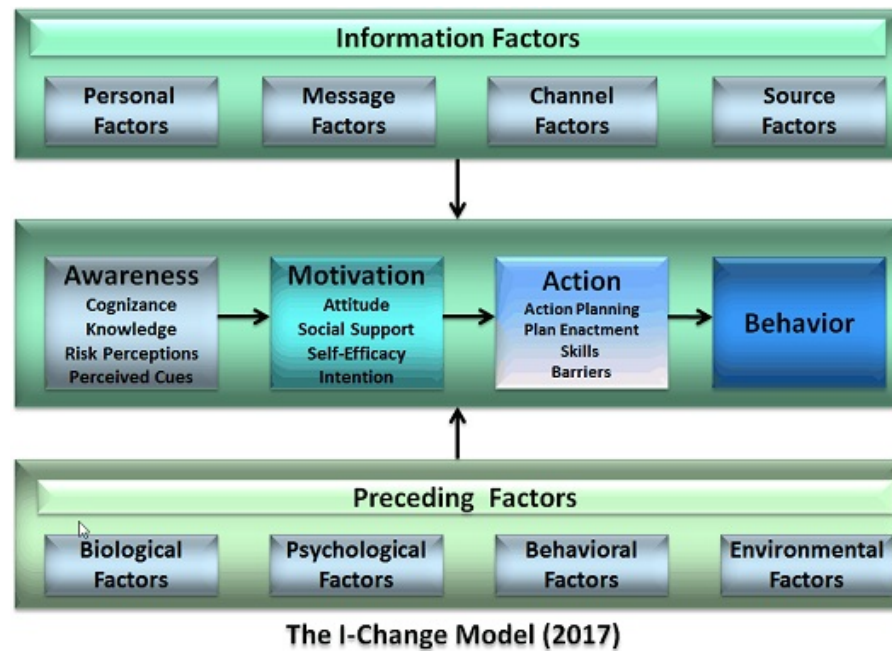 Information Factors
Personal
Factors
Message
Factors
Channel
Factors
Source
Factors
Awareness
Cognizance
Knowledge
Risk Perceptions
Perceived Cues
Motivation
Attitude
Social Support
Self-Efficacy
Intention
Action
Action Planning
Plan Enactment
Skills
Barriers
Behavior
Preceding Factors
Biological
Factors
Psychological
Factors
Behavioral
Factors
Environmental
Factors
The I-Change Model (2017)